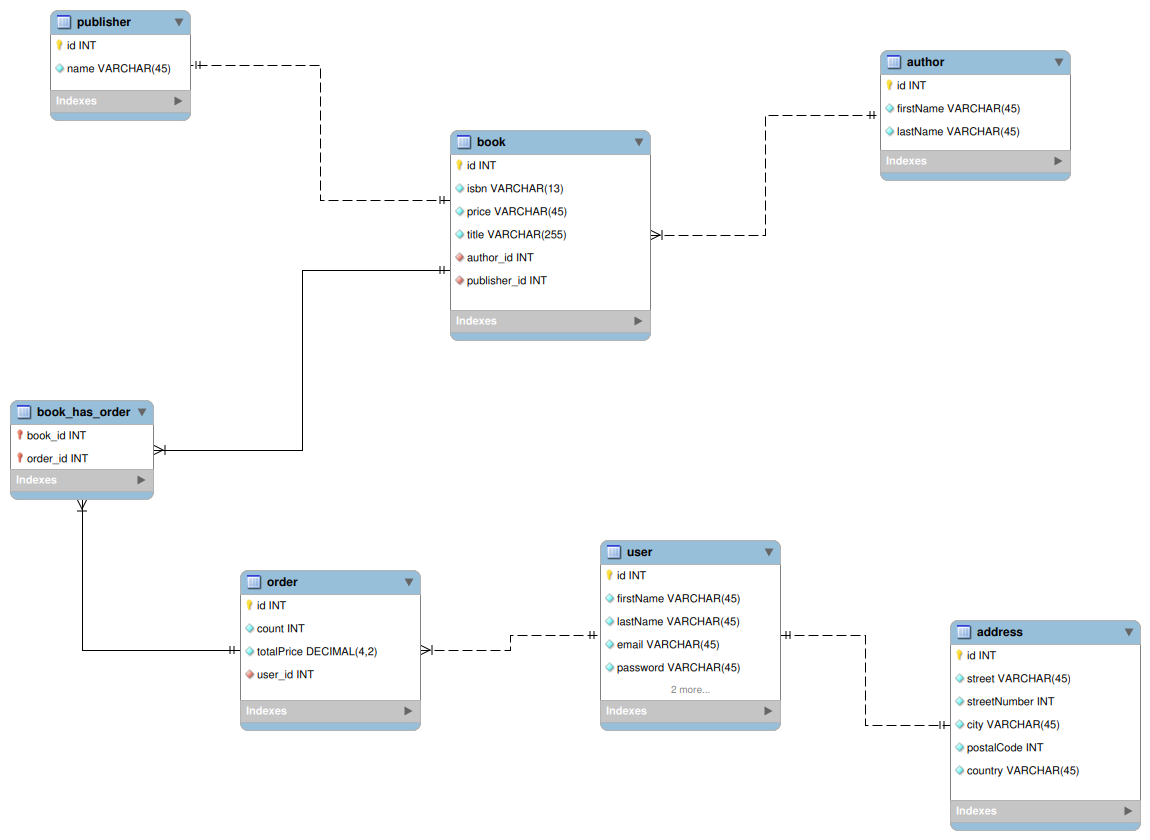 publisher
id INT
name VARCHAR(45)
Indexes
author
id INT
firstName VARCHAR(45)
lastName VARCHAR(45)
Indexes
book
id INT
isbn VARCHAR(13)
price VARCHAR(45)
title VARCHAR(255)
author_id INT
publisher_id INT
Indexes
book_has_order
book_id INT
order_id INT
Indexes
order
id INT
count INT
totalPrice DECIMAL(4,2)
user_id INT
Indexes
user
id INT
firstName VARCHAR(45)
lastName VARCHAR(45)
email VARCHAR(45)
password VARCHAR(45)
2 more...
Indexes
address
id INT
street VARCHAR(45)
streetNumber INT
city VARCHAR(45)
postalCode INT
country VARCHAR(45)
Indexes